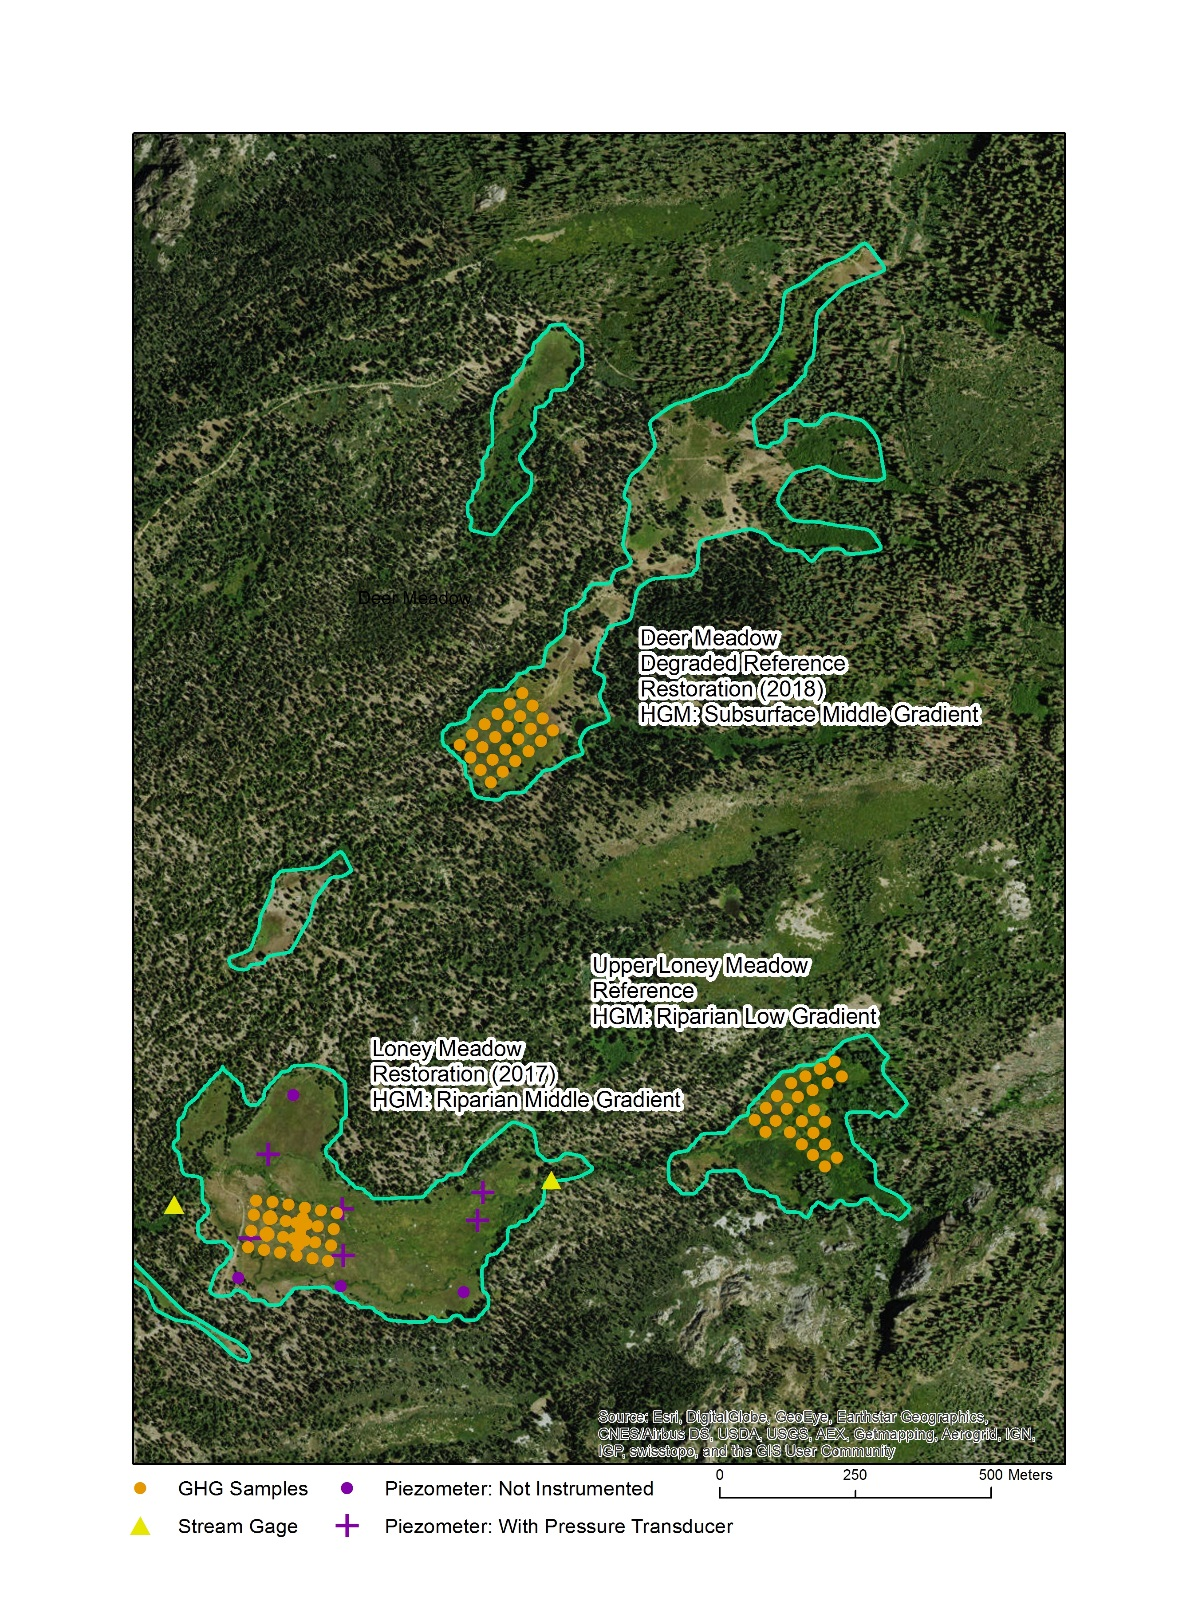 Deer Meadow
Deer Meadow
Degraded Reference
Restoration (2018)
HGM: Subsurface Middle Gradient
Upper Loney Meadow
Reference
HGM: Riparian Low Gradient
Loney Meadow
Restoration (2017)
HGM: Riparian Middle Gradient
Source: Esri, DigitalGlobe, GeoEye, Earthstar Geographics,
CNES/Airbus DS, USDA, USGS, AEX, Getmapping, Aerogrid, IGN,
IGP, swisstopo, and the GIS User Community
GHG Samples
Piezometer: Not Instrumented
0 250 500 Meters
Stream Gage
Piezometer: With Pressure Transducer